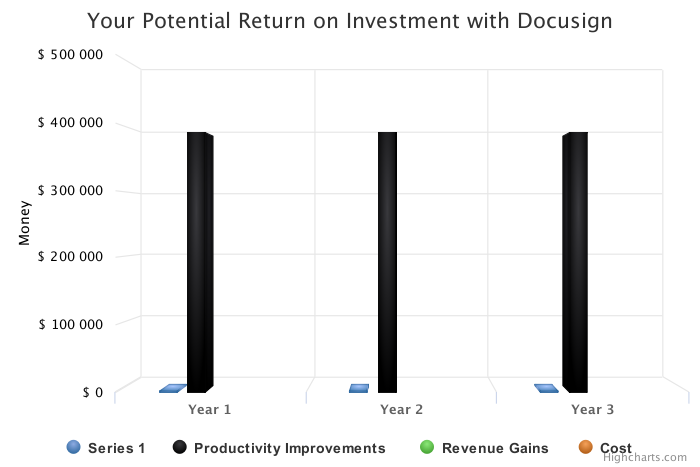 Your Potential Return on Investment with Docusign
$ 500 000
$ 400 000
$ 300 000
$ 200 000
$ 100 000
$ 0
Money
Year 1 Year 2 Year 3
Series 1 Productivity Improvements Revenue Gains Cost
Highcharts.com